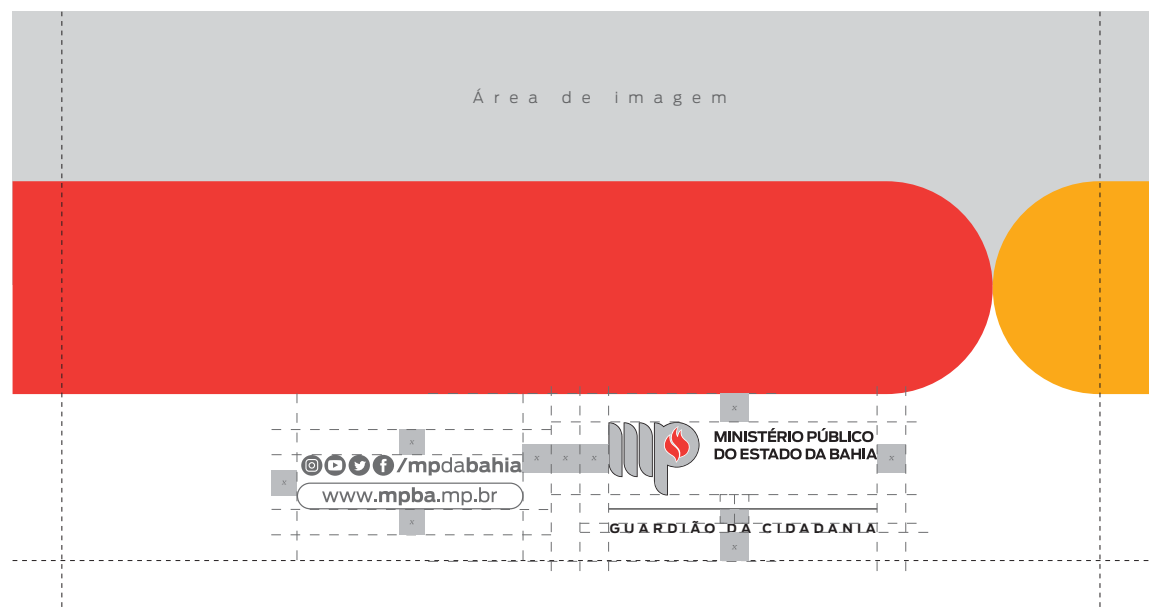 Área de imagem
x
MINISTÉRIO PÚBLICO
DO ESTADO DA BAHIA
x
x x x
x
/mpdabahia
x
www.mpba.mp.br
x
GUARDIÃO DA CIDADANIA
x